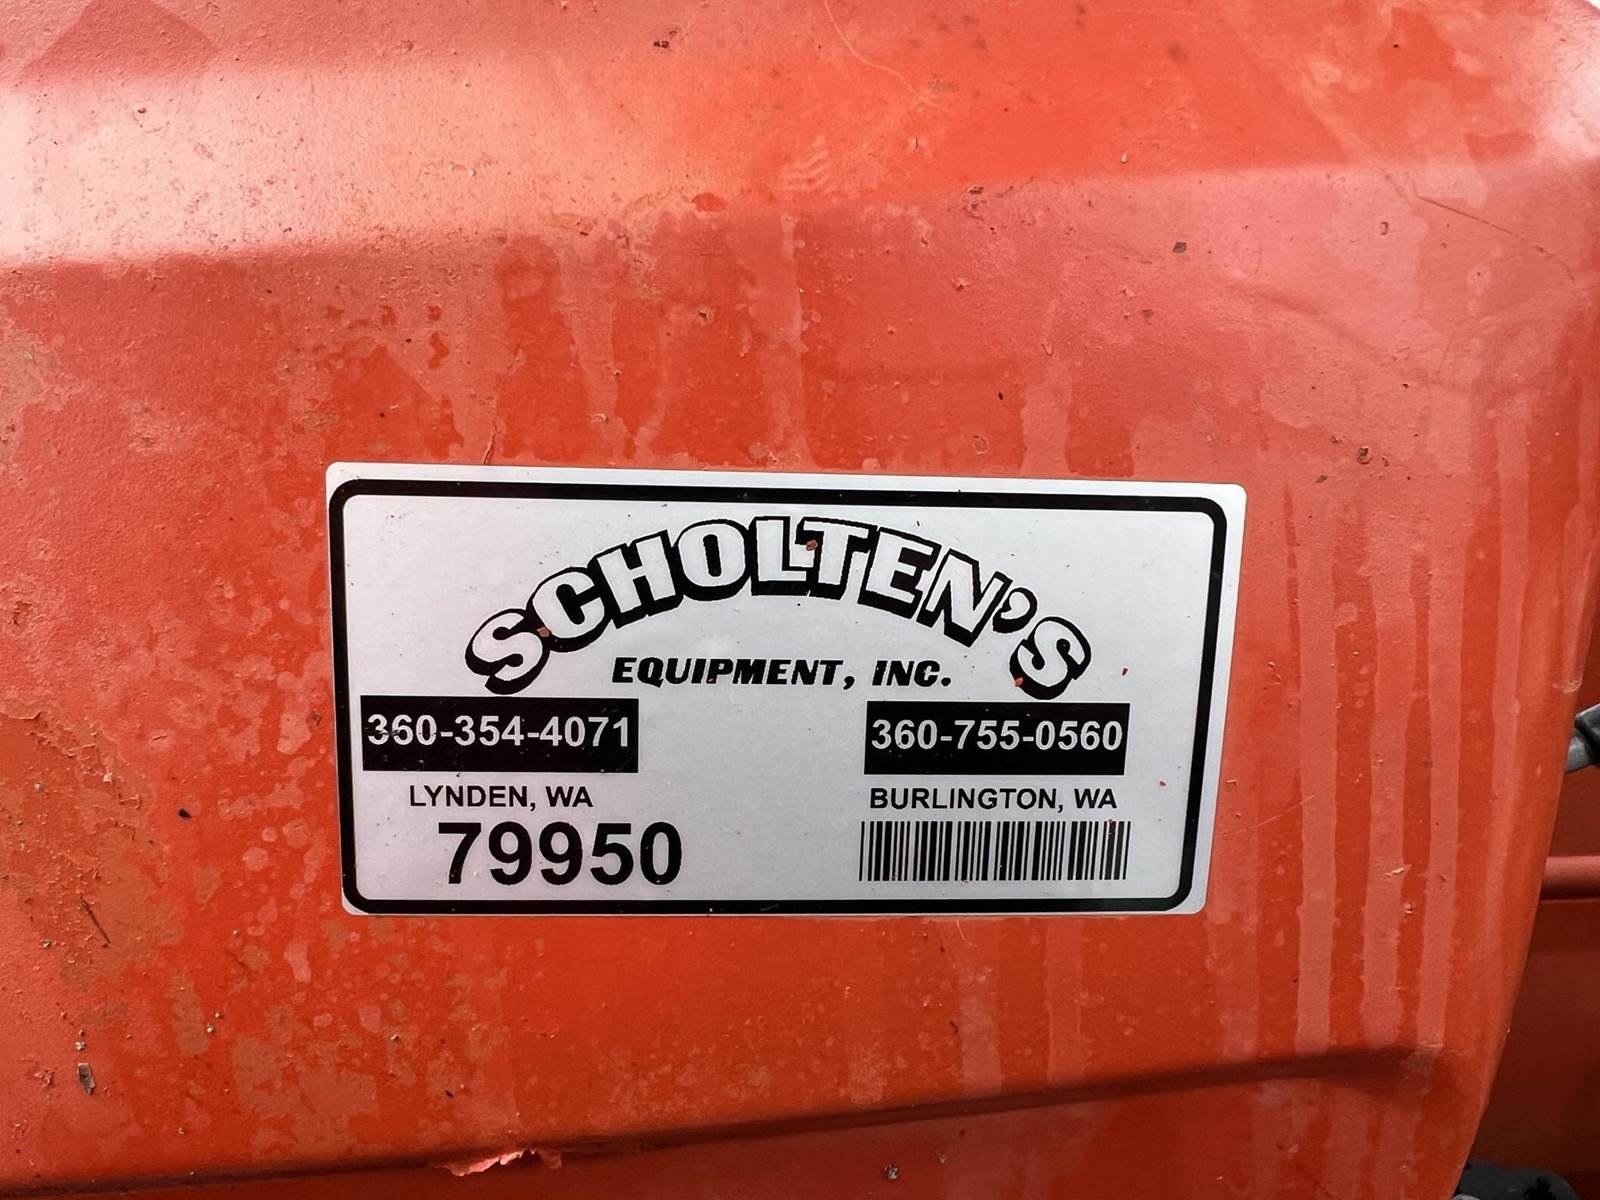 SCHOLTEN'S
EQUIPMENT, INC.
360-354-4071 360-755-0560
LYNDEN, WA BURLINGTON, WA
79950